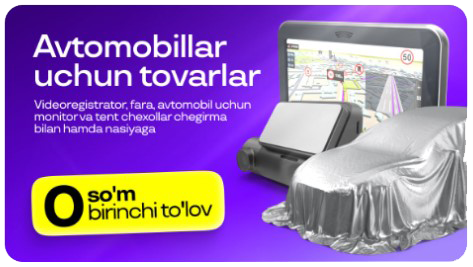 Avtomobillar
uchun tovarlar
Videoregistrator, fara, avtomobil uchun
monitor va tent chexollar chegirma
bilan hamda nasiyaga
0 so'm
birinchi to'lov
50